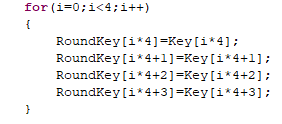 for(i=0;i<4;i++)
{
RoundKey[i*4]=Key[i*4];
RoundKey[i*4+1]=Key[i*4+1];
RoundKey[i*4+2]=Key[i*4+2];
RoundKey[i*4+3]=Key[i*4+3];
}